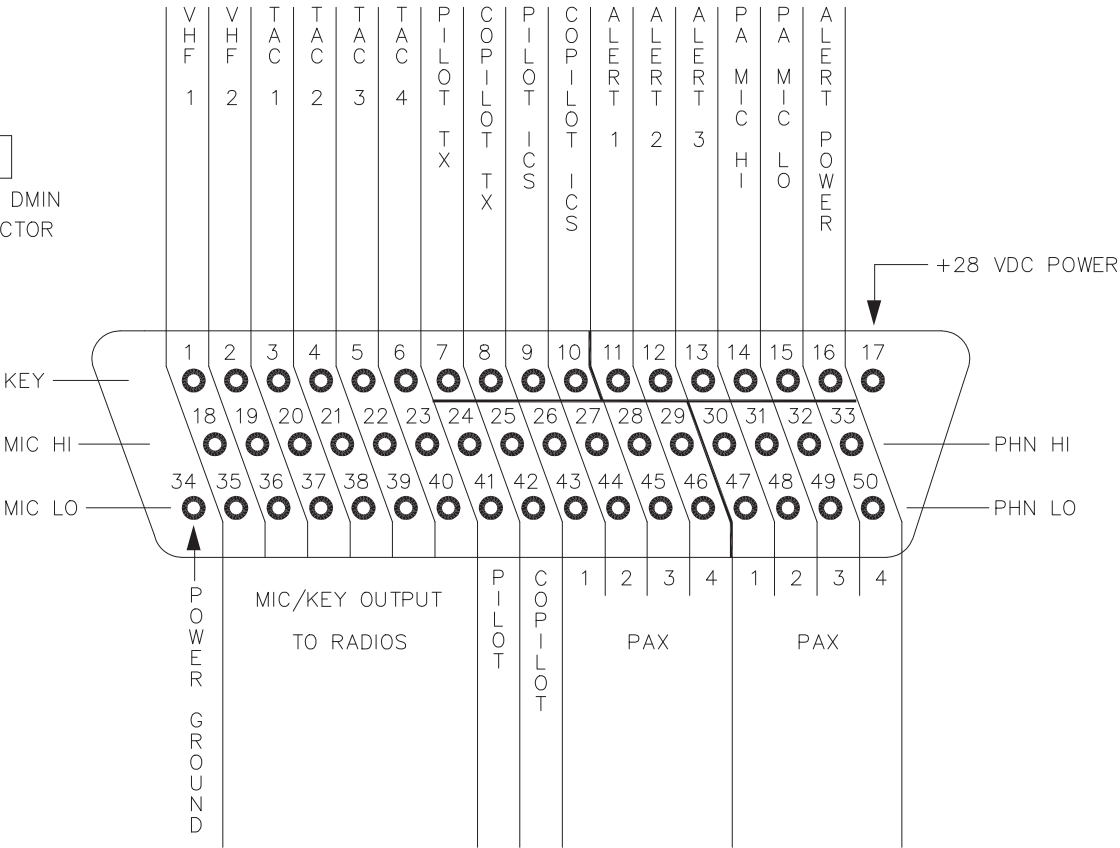 VHF 1
VHF 2
TAC 1
TAC 2
TAC 3
TAC 4
PILOT TX
COPILOT TX
PILOT ICS
COPILOT ICS
ALERT 1
ALERT 2
ALERT 3
PA MIC HI
PA MIC LO
ALERT POWER
DMIN
CTOR
+28 VDC POWER
1 2 3 4 5 6 7 8 9 10 11 12 13 14 15 16 17
KEY
18 19 20 21 22 23 24 25 26 27 28 29 30 31 32 33
MIC HI
PHN HI
34 35 36 37 38 39 40 41 42 43 44 45 46 47 48 49 50
MIC LO
PHN LO
POWER GROUND
MIC/KEY OUTPUT
TO RADIOS
PILOT
COPILOT
1 2 3 4
PAX
1 2 3 4
PAX